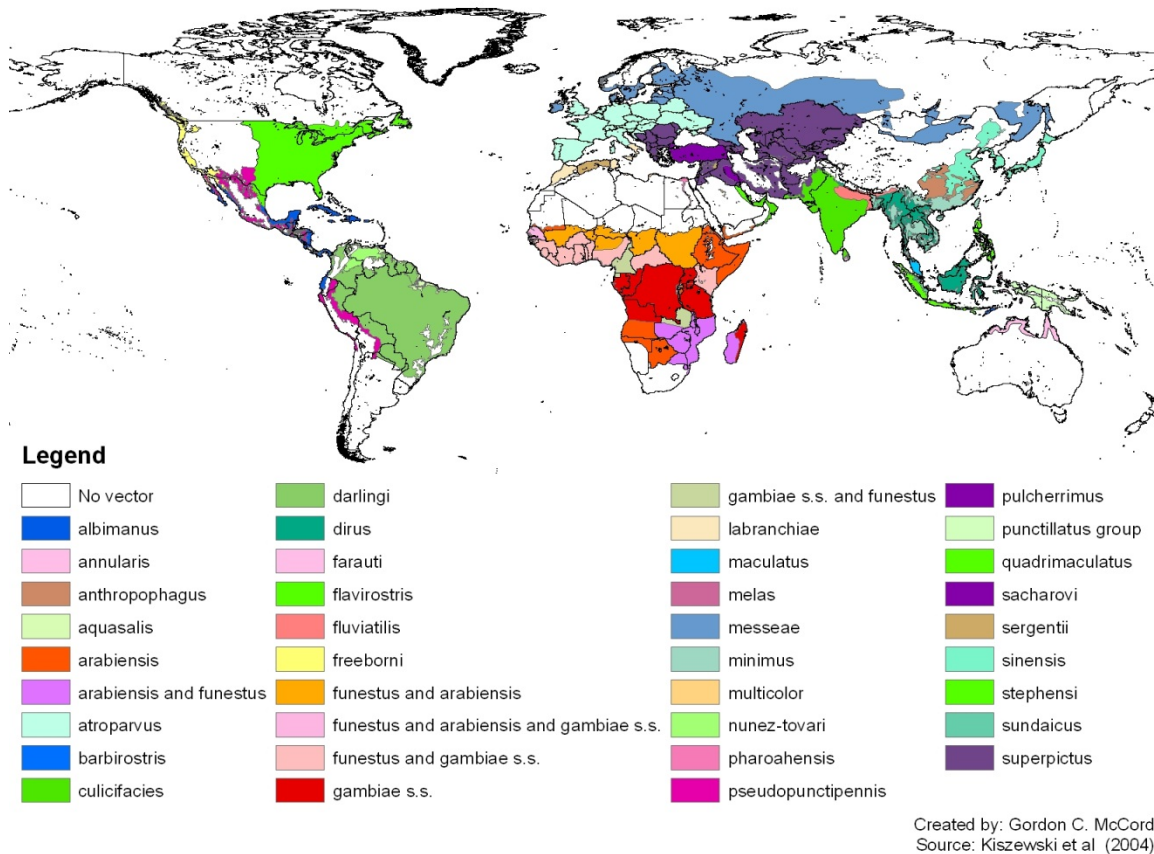 Legend
No vector
albimanus
annularis
anthropophagus
aquasalis
arabiensis
arabiensis and funestus
atroparvus
barbirostris
culicifacies
darlingi
dirus
farauti
flavirostris
fluviatilis
freeborni
funestus and arabiensis
funestus and arabiensis and gambiae s.s.
funestus and gambiae s.s.
gambiae s.s.
gambiae s.s. and funestus
labranchiae
maculatus
melas
messeae
minimus
multicolor
nunez-tovari
pharoahensis
pseudopunctipennis
pulcherrimus
punctillatus group
quadrimaculatus
sacharovi
sergentii
sinensis
stephensi
sundaicus
superpictus
Created by: Gordon C. McCord
Source: Kiszewski et al (2004)